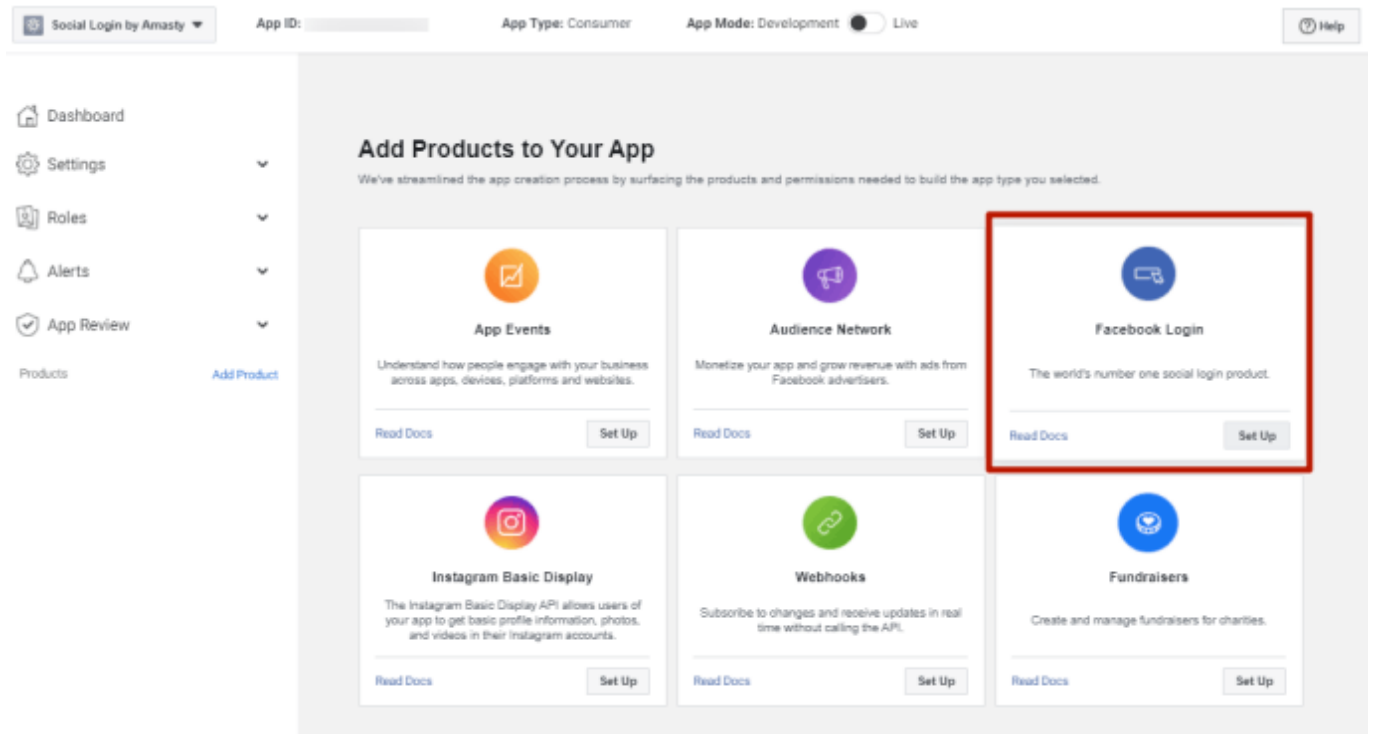 Social Login by Amasty
App ID:
App Type: Consumer
App Mode: Development
Live
Help
Dashboard
Settings
Roles
Alerts
App Review
Products
Add Product
Add Products to Your App
We've streamlined the app creation process by surfacing the products and permissions needed to build the app type you selected.
App Events
Understand how people engage with your business
across apps, devices, platforms and websites.
Read Docs
Set Up
Audience Network
Monetize your app and grow revenue with ads from
Facebook advertisers.
Read Docs
Set Up
Facebook Login
The world's number one social login product.
Read Docs
Set Up
Instagram Basic Display
The Instagram Basic Display API allows users of
your app to get basic profile information, photos,
and videos in their Instagram accounts.
Read Docs
Set Up
Webhooks
Subscribe to changes and receive updates in real
time without calling the API.
Read Docs
Set Up
Fundraisers
Create and manage fundraisers for charities.
Read Docs
Set Up